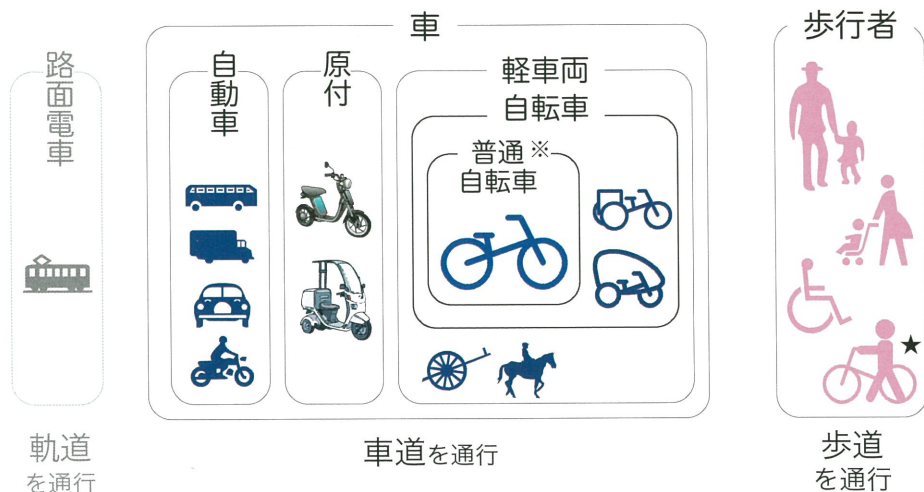 車
歩行者
路面電車
自動車
原付
軽車両
自転車
普通※
自転車
★
軌道
を通行
車道を通行
歩道
を通行